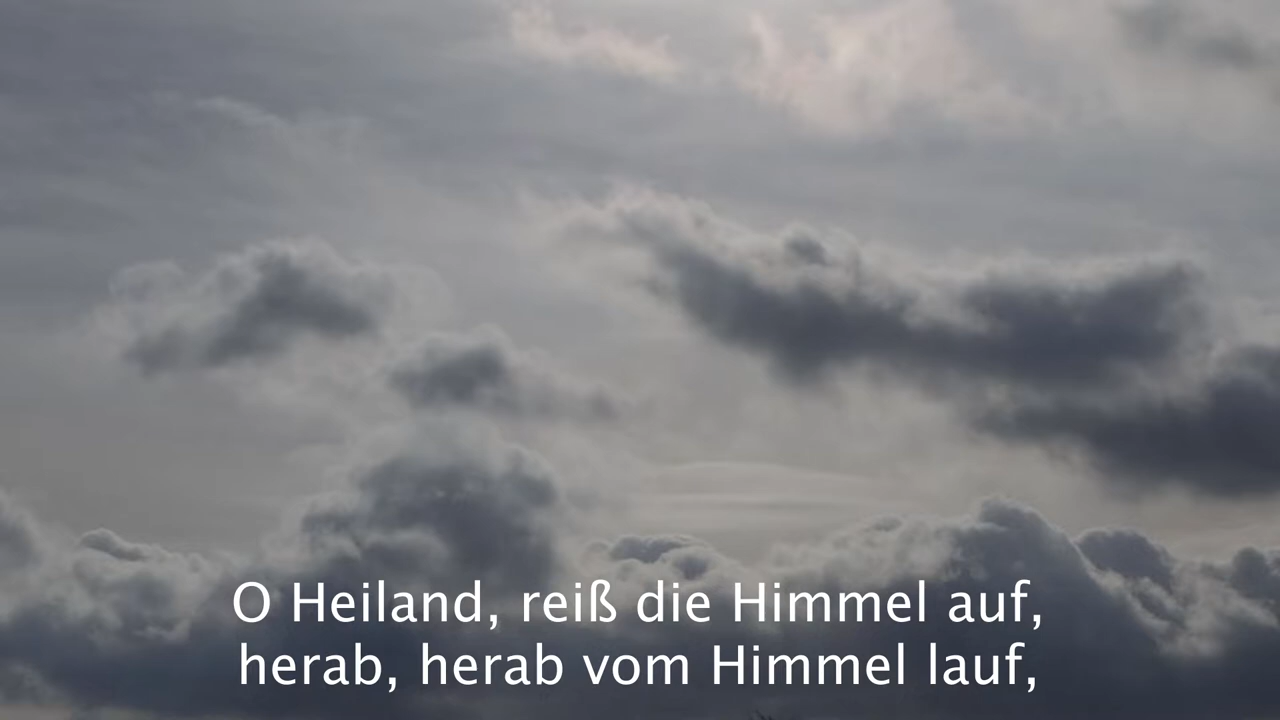 O Heiland, reiß die Himmel auf,
herab, herab vom Himmel lauf,